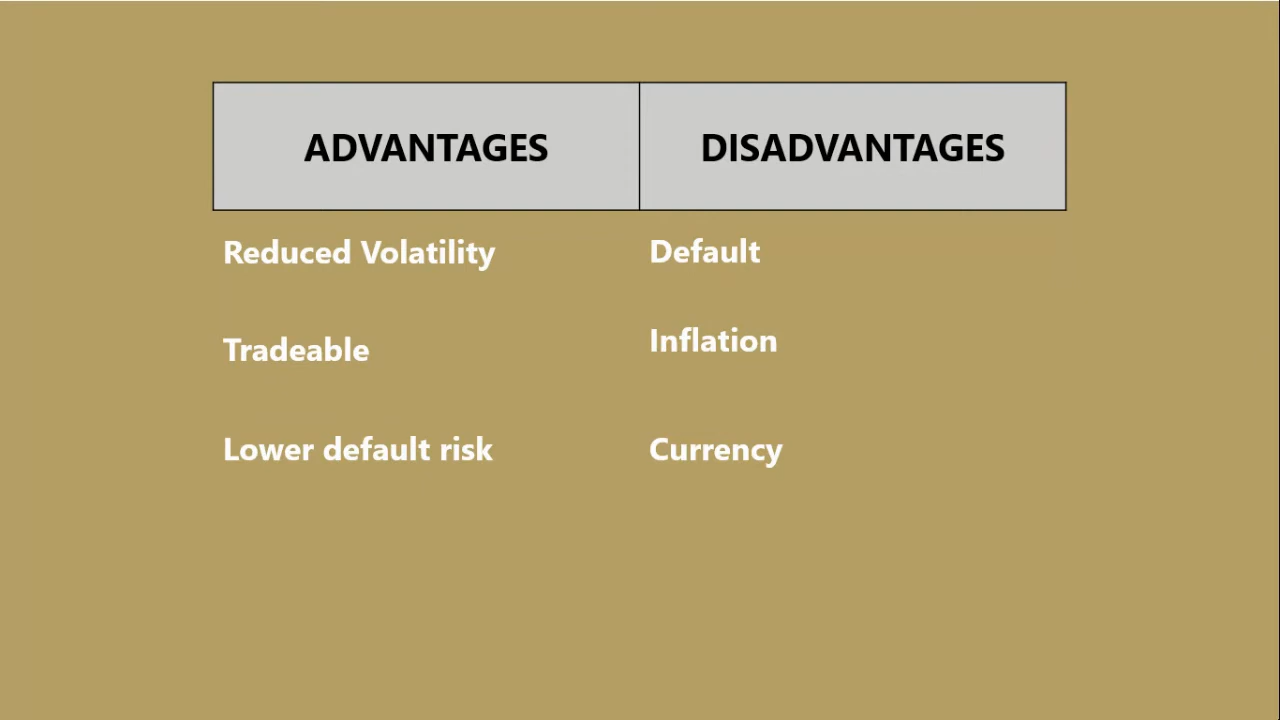 ADVANTAGES DISADVANTAGES
Reduced Volatility Default
Tradeable Inflation
Lower default risk Currency